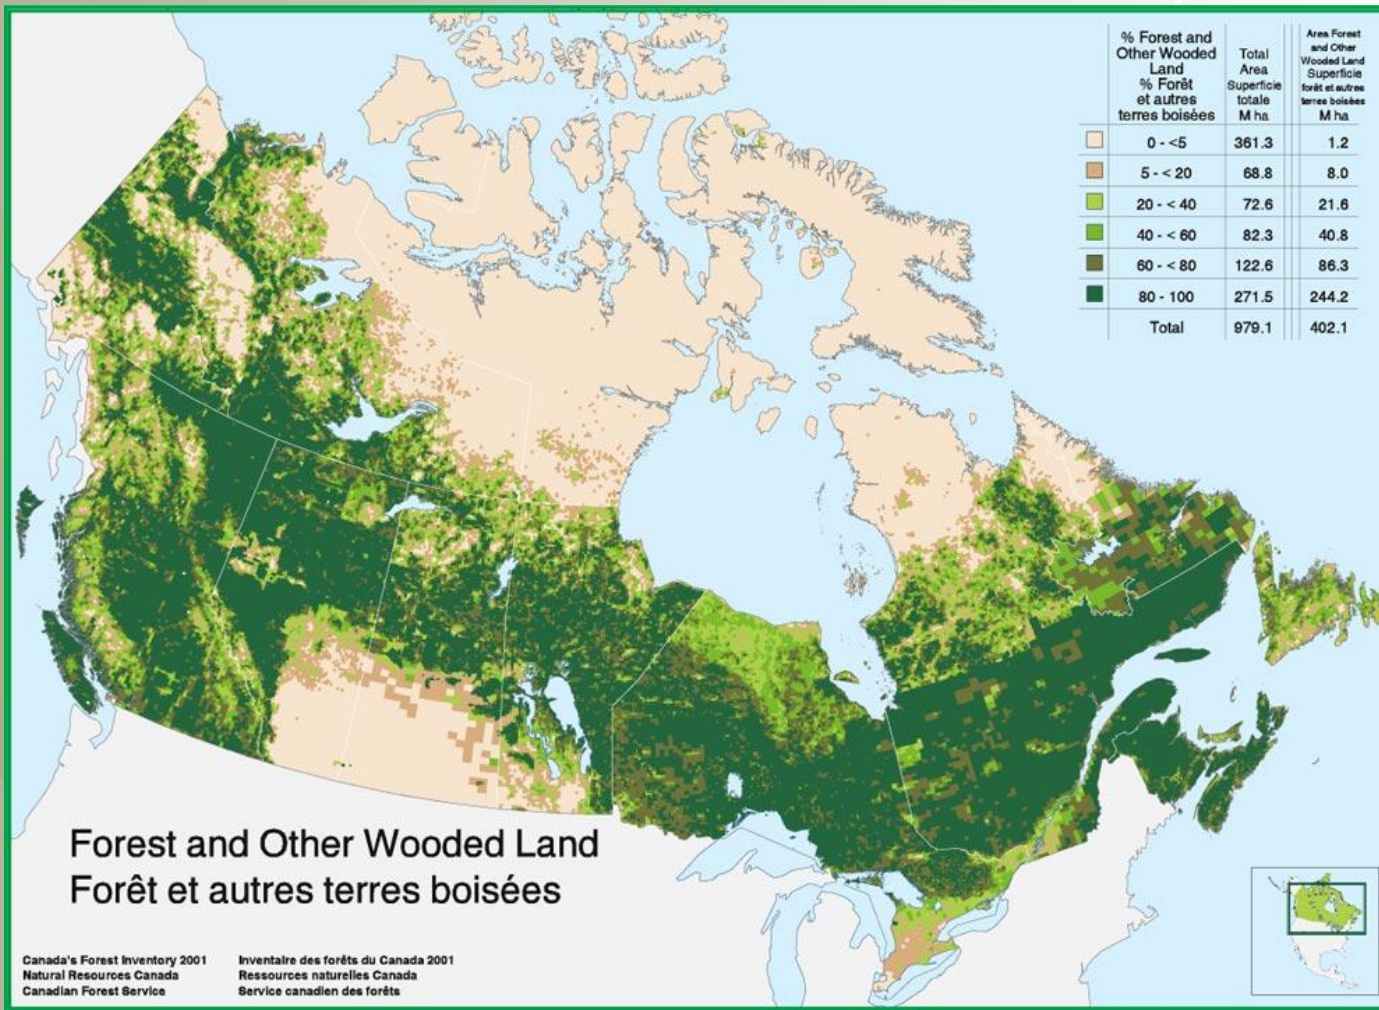 % Forest and
Other Wooded
Land
% Forêt
et autres
terres boisées
Total
Area
Superficie
totale
M ha
Area Forest
and Other
Wooded Land
Superficie
forêt et autres
terres boisées
M ha
0 - <5 361.3 1.2
5 - < 20 68.8 8.0
20 - < 40 72.6 21.6
40 - < 60 82.3 40.8
60 - < 80 122.6 86.3
80 - 100 271.5 244.2
Total 979.1 402.1
Forest and Other Wooded Land
Forêt et autres terres boisées
Canada's Forest Inventory 2001
Natural Resources Canada
Canadian Forest Service
Inventaire des forêts du Canada 2001
Ressources naturelles Canada
Service canadien des forêts